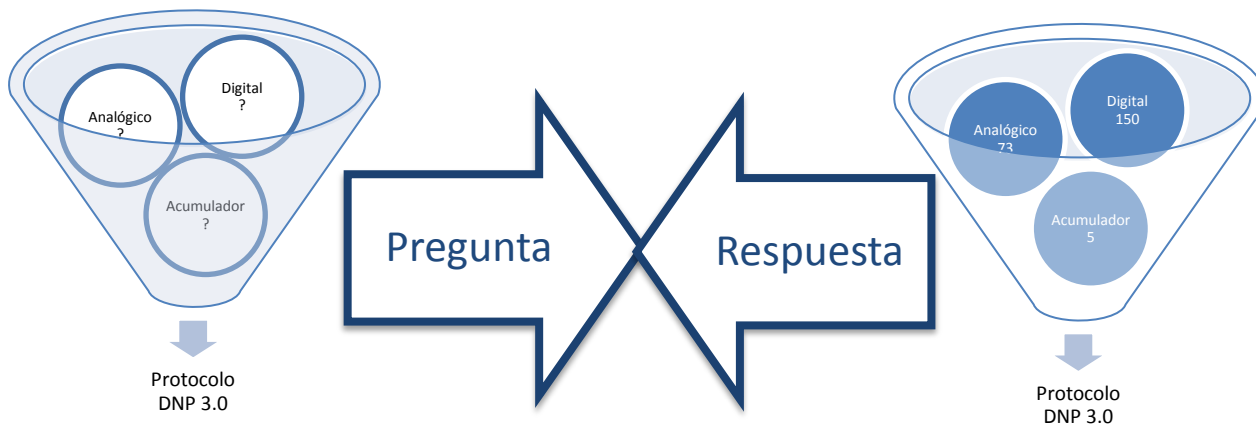 Digital
?
Analógico
?
Acumulador
?
Protocolo
DNP 3.0
Pregunta
Respuesta
Digital
150
Analógico
73
Acumulador
5
Protocolo
DNP 3.0